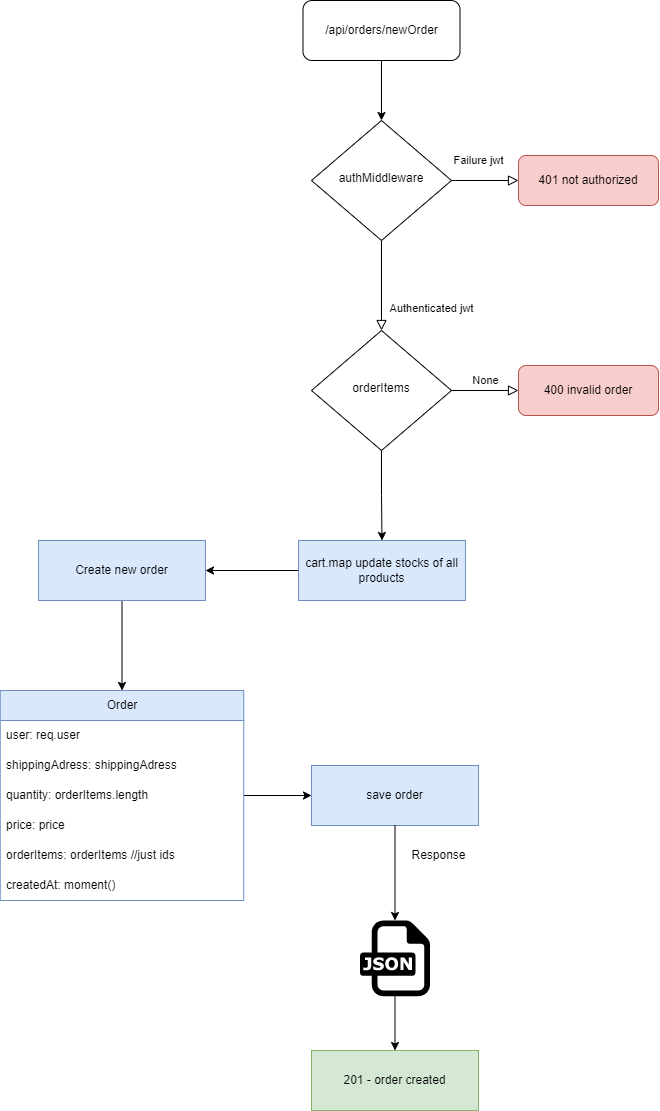 /api/orders/newOrder
authMiddleware
Failure jwt
401 not authorized
Authenticated jwt
orderItems
None
400 invalid order
cart.map update stocks of all
products
Create new order
Order
user: req.user
shippingAdress: shippingAdress
quantity: orderItems.length
price: price
orderItems: orderItems //just ids
createdAt: moment()
save order
Response
JSON
201 - order created